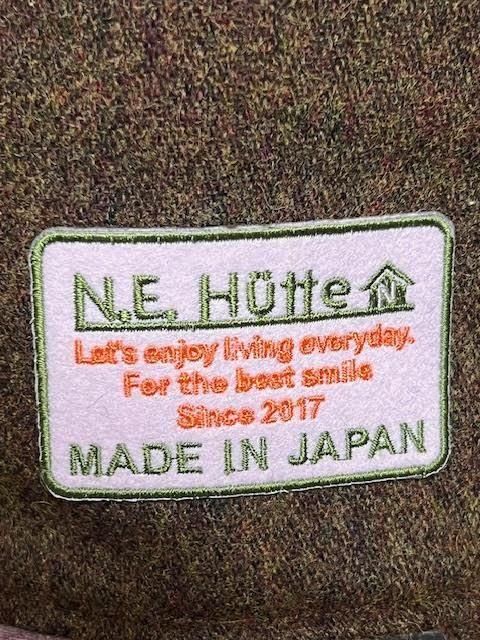 N.E. Hütte N
Let's enjoy living everyday.
For the best smile
Since 2017
MADE IN JAPAN